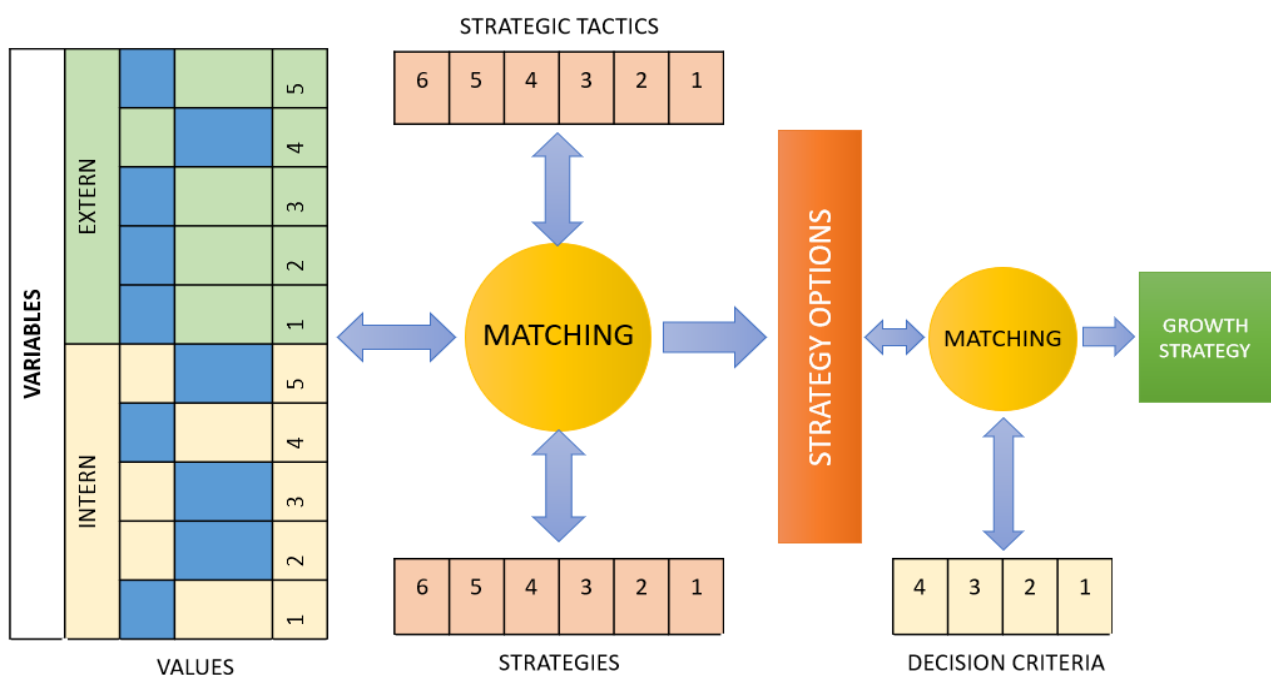 STRATEGIC TACTICS
6 5 4 3 2 1
VARIABLES
EXTERN
5
4
3
2
1
INTERN
5
4
3
2
1
VALUES
MATCHING
6 5 4 3 2 1
STRATEGIES
STRATEGY OPTIONS
MATCHING
GROWTH
STRATEGY
4 3 2 1
DECISION CRITERIA